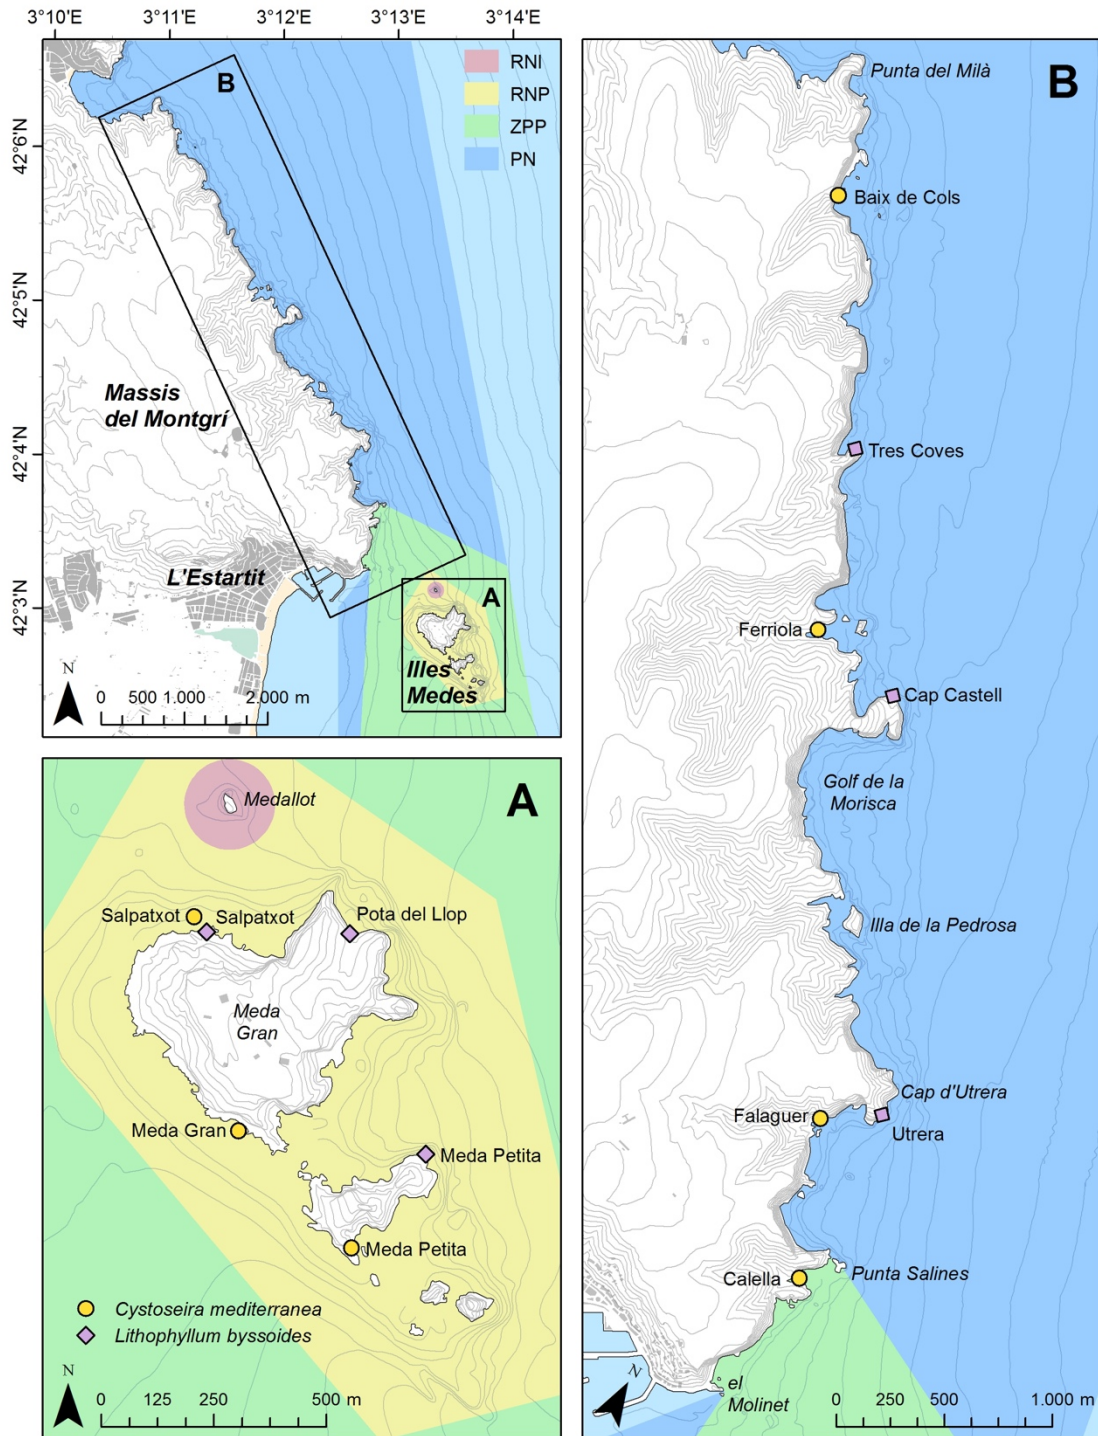 3°10'E 3°11'E 3°12'E 3°13'E 3°14'E
42°6'N
42°5'N
42°4'N
42°3'N
B
RNI
RNP
ZPP
PN
Massis
del Montgrí
L'Estartit
A
Illes
Medes
N
0 500 1.000 2.000 m
A
Medallot
Salpatxot
Salpatxot
Pota del Llop
Meda
Gran
Meda Gran
Meda Petita
Meda Petita
Cystoseira mediterranea
Lithophyllum byssoides
N
0 125 250 500 m
B
Punta del Milà
Baix de Cols
Tres Coves
Ferriola
Cap Castell
Golf de la
Morisca
Illa de la Pedrosa
Cap d'Utrera
Falaguer
Utrera
Calella
Punta Salines
el
Molinet
N
0 250 500 1.000 m